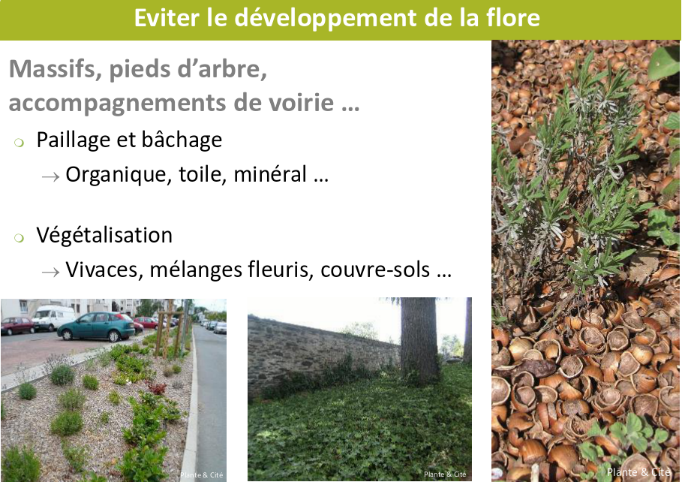 Eviter le développement de la flore
Massifs, pieds d’arbre,
accompagnements de voirie …
Paillage et bâchage
→ Organique, toile, minéral …
Végétalisation
→ Vivaces, mélanges fleuris, couvre-sols …
Plante & Cité
Plante & Cité
Plante & Cité